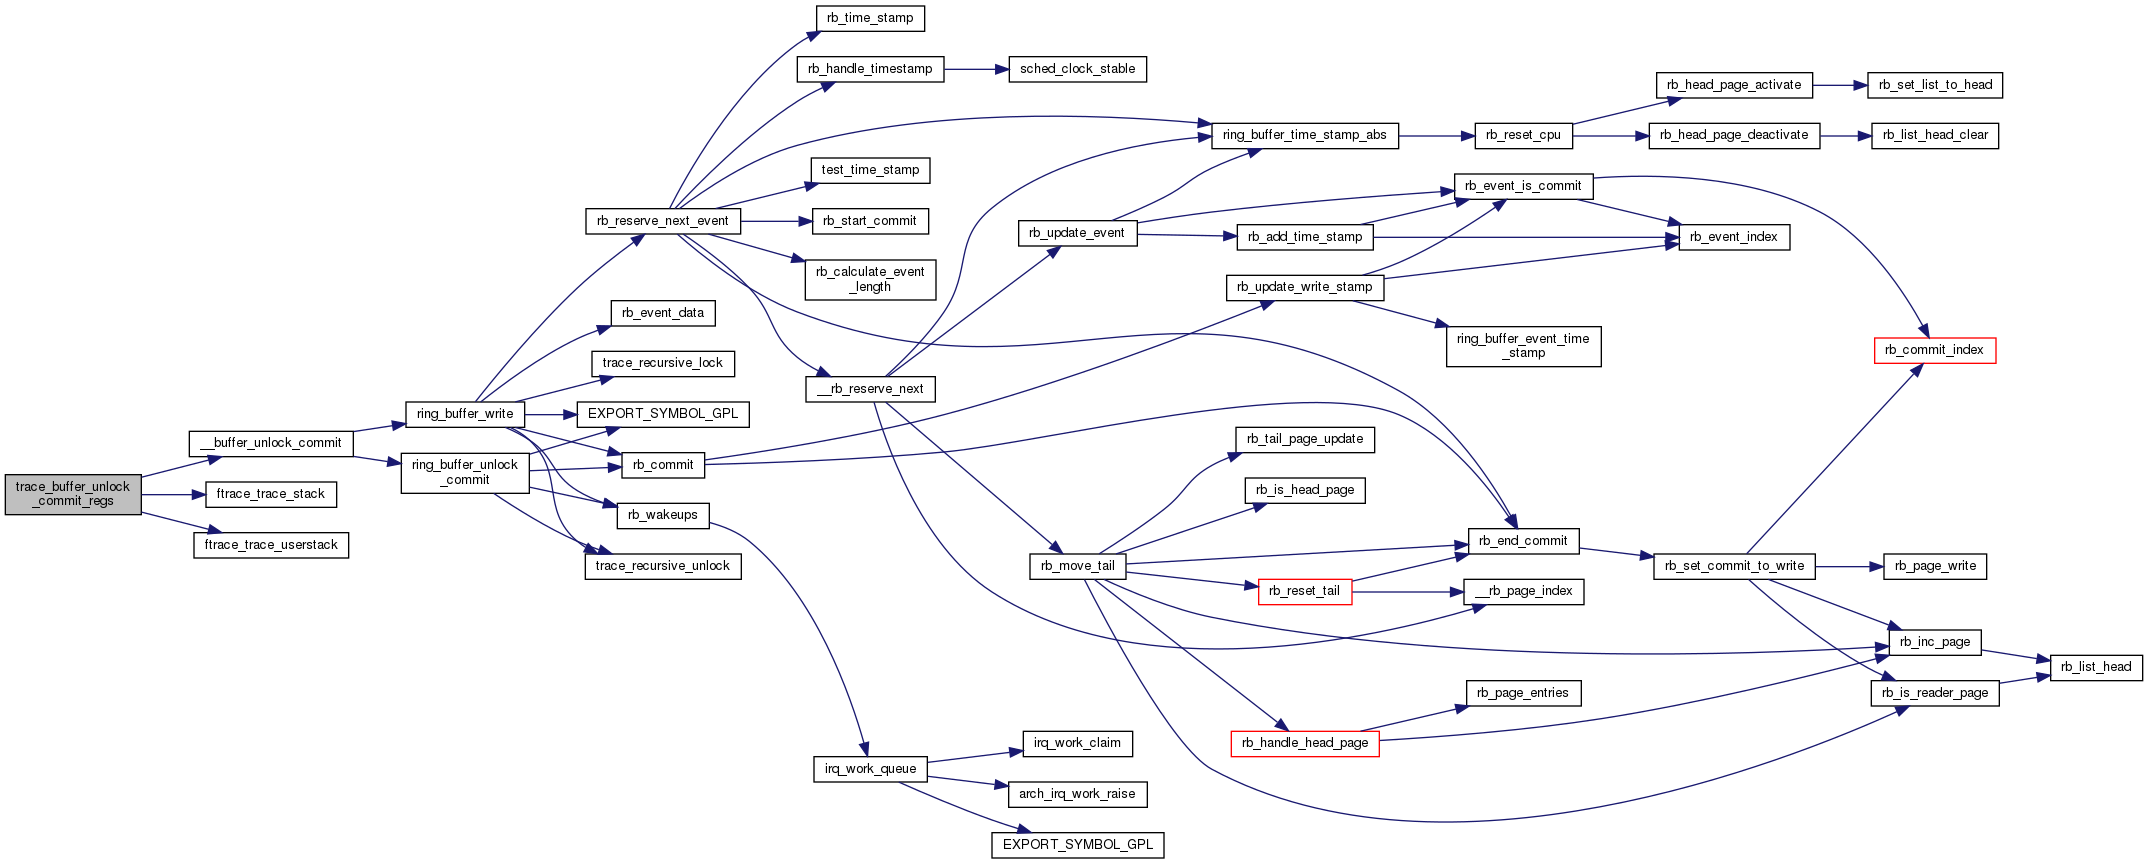 trace_buffer_unlock
_commit_regs
__buffer_unlock_commit
ftrace_trace_stack
ftrace_trace_userstack
ring_buffer_write
ring_buffer_unlock
_commit
rb_reserve_next_event
rb_event_data
trace_recursive_lock
EXPORT_SYMBOL_GPL
rb_commit
rb_wakeups
trace_recursive_unlock
rb_time_stamp
rb_handle_timestamp
test_time_stamp
rb_start_commit
rb_calculate_event
_length
__rb_reserve_next
irq_work_queue
sched_clock_stable
rb_update_event
rb_move_tail
irq_work_claim
arch_irq_work_raise
EXPORT_SYMBOL_GPL
ring_buffer_time_stamp_abs
rb_add_time_stamp
rb_update_write_stamp
rb_tail_page_update
rb_is_head_page
rb_reset_tail
rb_handle_head_page
rb_reset_cpu
rb_event_is_commit
ring_buffer_event_time
_stamp
rb_end_commit
__rb_page_index
rb_page_entries
rb_head_page_activate
rb_head_page_deactivate
rb_event_index
rb_set_commit_to_write
rb_set_list_to_head
rb_list_head_clear
rb_commit_index
rb_page_write
rb_inc_page
rb_is_reader_page
rb_list_head